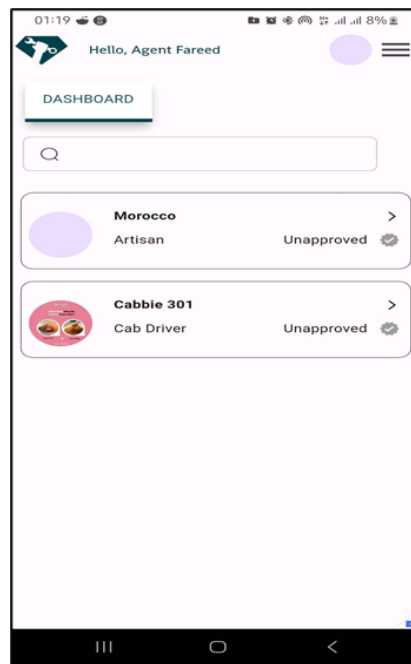 01:19 8%
Hello, Agent Fareed
DASHBOARD
Morocco
Artisan Unapproved
Cabbie 301
Cab Driver Unapproved